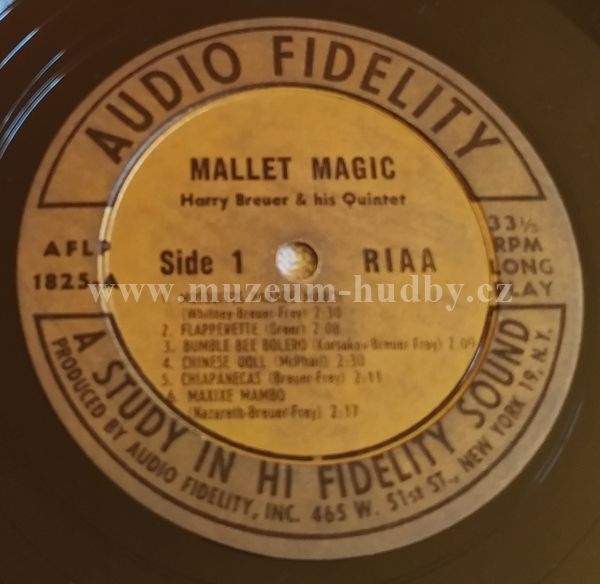 AUDIO FIDELITY
MALLET MAGIC
Harry Breuer & his Quintet
AFLP
1825-A
Side 1
RIAA
33⅓
RPM
LONG
PLAY
www.muzeum-hudby.cz
(Whitney-Breuer-Frey) 2:30
2. FLAPPERETTE (Greer) 2:08
3. BUMBLE BEE BOLERO (Korsakov-Breuer-Frey) 2:09
4. CHINESE DOLL (McPhail) 2:30
5. CHIAPANECAS (Breuer-Frey) 2:11
6. MAXIXE MAMBO
(Nazareth-Breuer-Frey) 2:17
A STUDY IN HI FIDELITY SOUND
PRODUCED BY AUDIO FIDELITY, INC. 465 W. 51st ST., NEW YORK 19, N.Y.